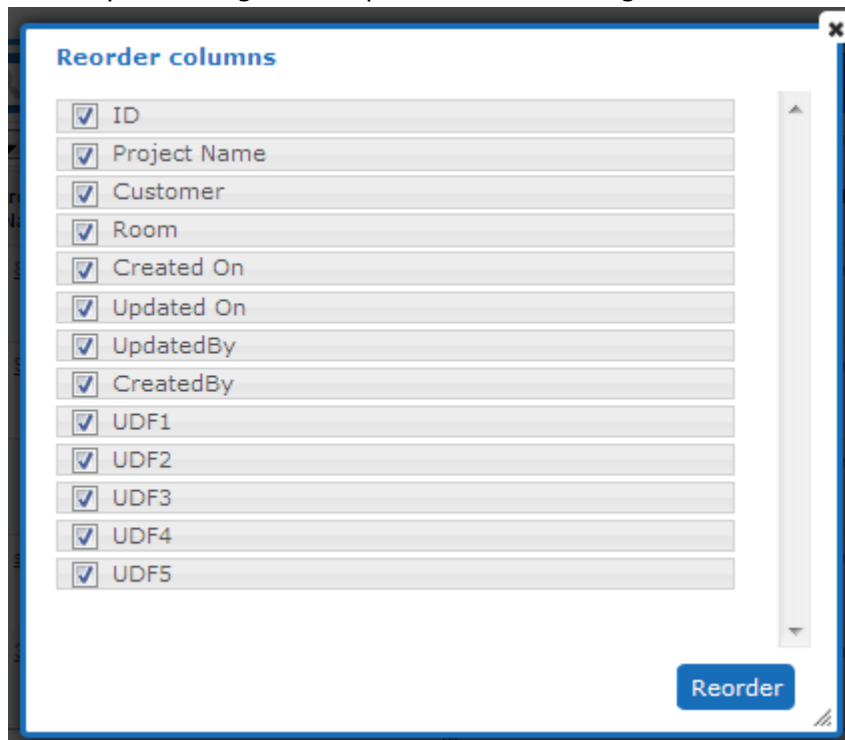 Reorder columns
ID
Project Name
Customer
Room
Created On
Updated On
UpdatedBy
CreatedBy
UDF1
UDF2
UDF3
UDF4
UDF5
Reorder